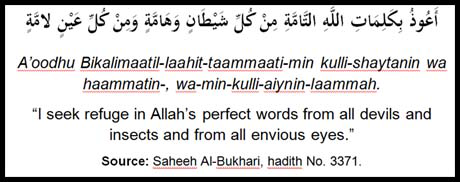 أَعُوذُ بِكَلِمَاتِ اللَّهِ التَّامَّةِ مِنْ كُلِّ شَيْطَانٍ وَهَامَّةٍ وَمِنْ كُلِّ عَيْنٍ لامَّةٍ
A'oodhu Bikalimaatil-laahit-taammaati-min kulli-shaytanin wa
haammatin-, wa-min-kulli-aiynin-laammah.
“I seek refuge in Allah’s perfect words from all devils and
insects and from all envious eyes.”
Source: Saheeh Al-Bukhari, hadith No. 3371.